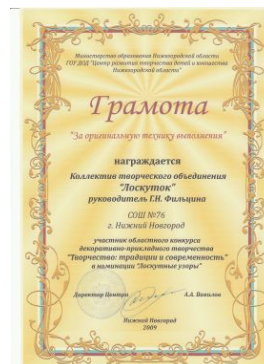 Министерство образования Нижегородской области
ГОУ ДОД "Центр развития творчества детей и юношества
Нижегородской области"
Грамота
"За оригинальную технику выполнения"
награждается
Коллектив творческого объединения
"Лоскуток"
руководитель Г.Н. Фильцина
СОШ №76
г. Нижний Новгород
участник областного конкурса
декоративно-прикладного творчества
"Творчество: традиции и современность"
в номинации "Лоскутные узоры"
Директор Центра А.А. Вавилов
Нижний Новгород
2009